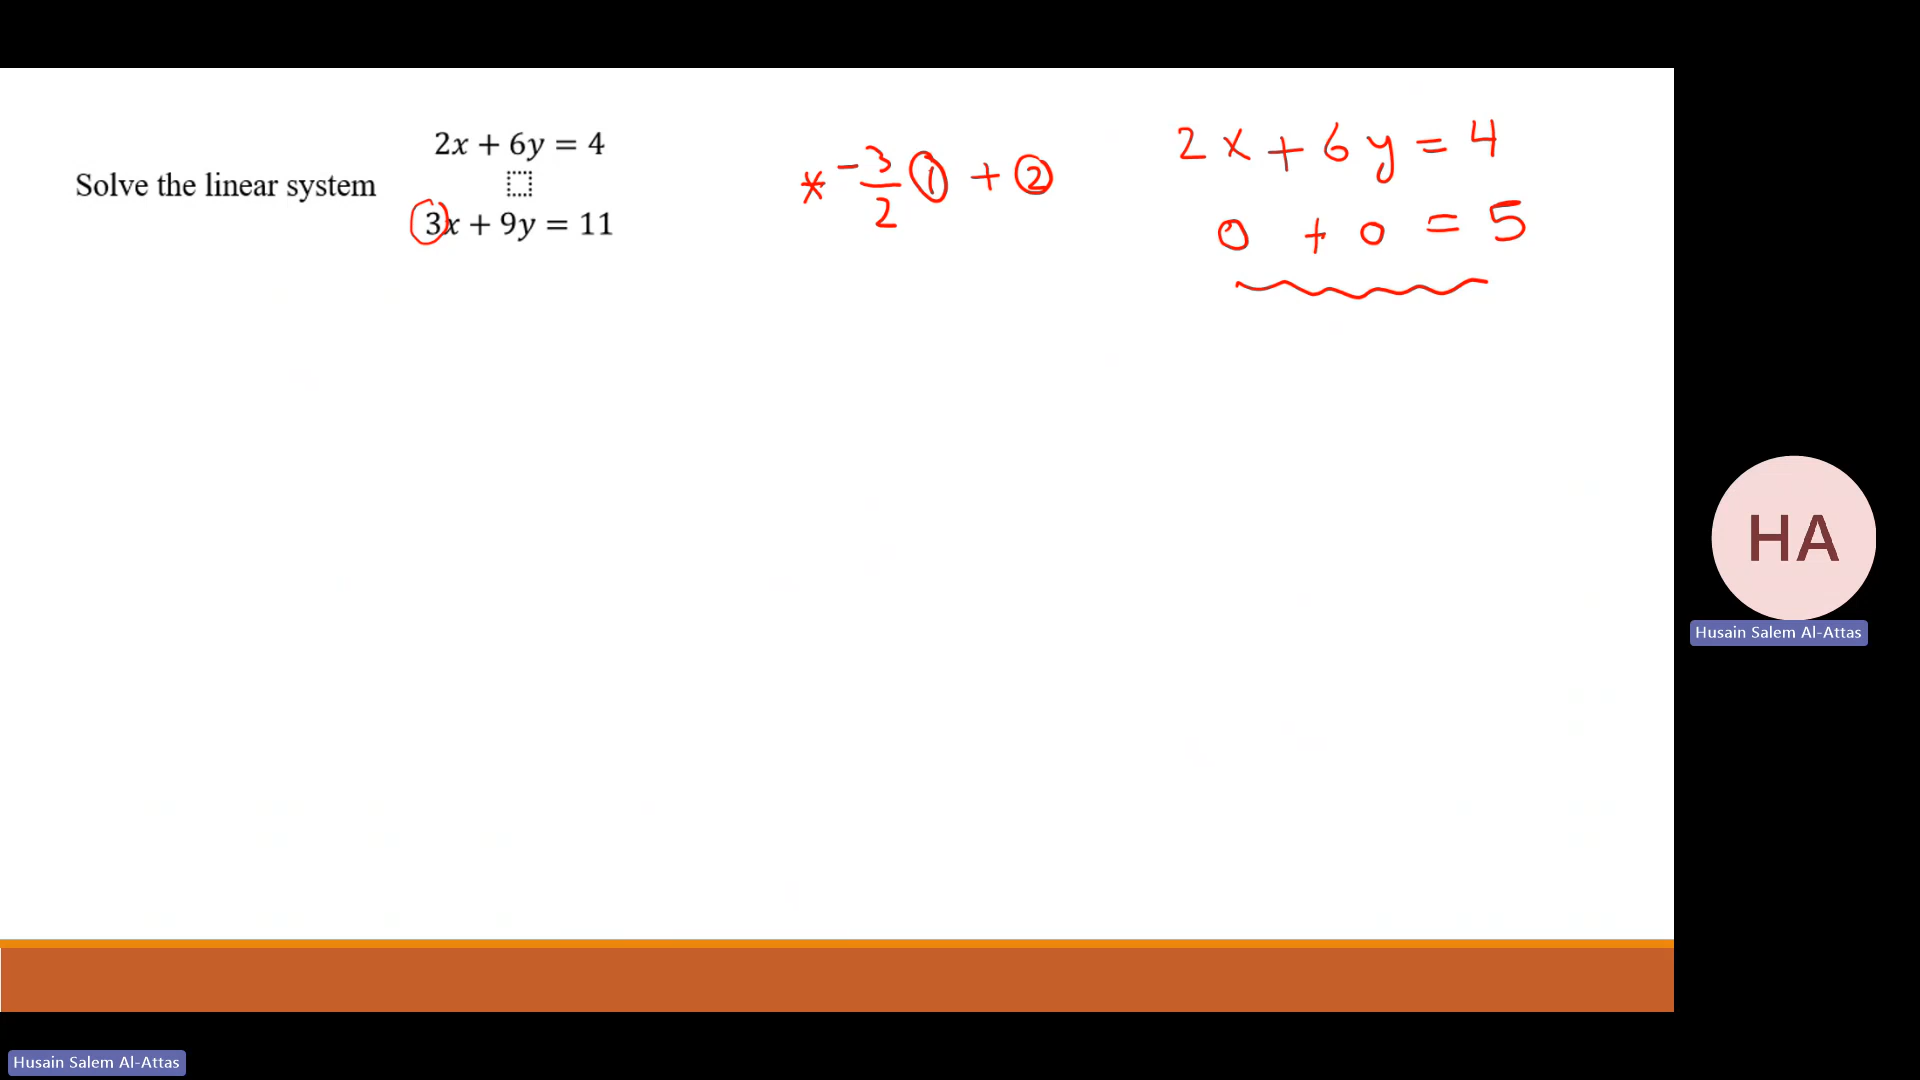 2x + 6y = 4
Solve the linear system
3x + 9y = 11
* -3/2 ① + ②
2x + 6y = 4
0 + 0 = 5
HA
Husain Salem Al-Attas
Husain Salem Al-Attas